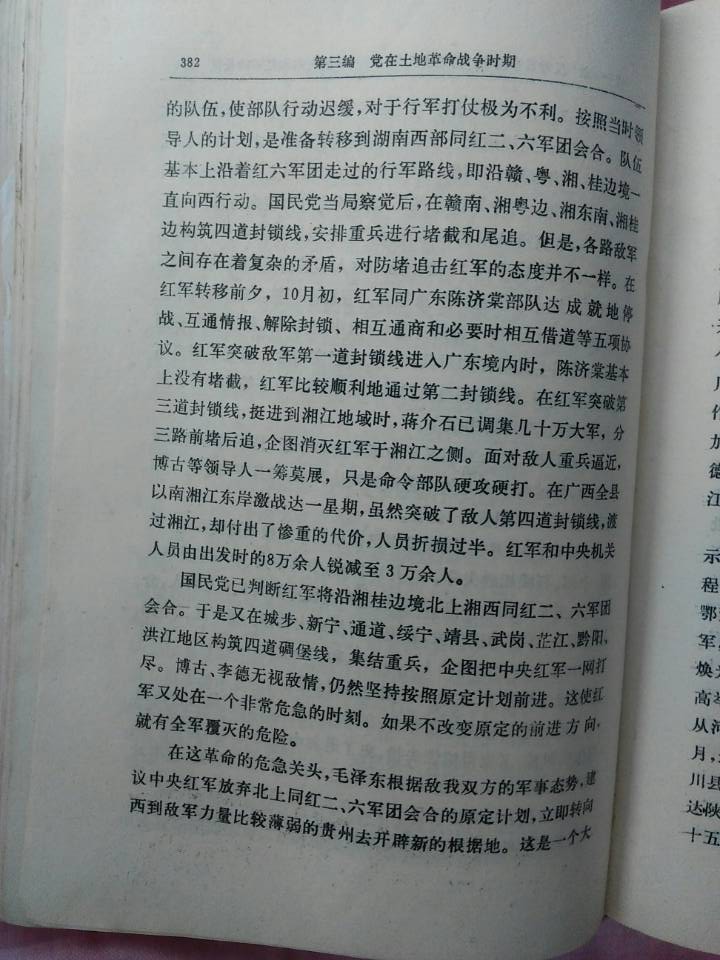 382 第三编 党在土地革命战争时期
的队伍,使部队行动迟缓,对于行军打仗极为不利。按照当时领
导人的计划,是准备转移到湖南西部同红二、六军团会合。队伍
基本上沿着红六军团走过的行军路线,即沿赣、粤、湘、桂边境一
直向西行动。国民党当局察觉后,在赣南、湘粤边、湘东南、湘桂
边构筑四道封锁线,安排重兵进行堵截和尾追。但是,各路敌军
之间存在着复杂的矛盾,对防堵追击红军的态度并不一样。在
红军转移前夕,10月初,红军同广东陈济棠部队达成就地停
战、互通情报、解除封锁、相互通商和必要时相互借道等五项协
议。红军突破敌军第一道封锁线进入广东境内时,陈济棠基本
上没有堵截,红军比较顺利地通过第二封锁线。在红军突破第
三道封锁线,挺进到湘江地域时,蒋介石已调集几十万大军,分
三路前堵后追,企图消灭红军于湘江之侧。面对敌人重兵逼近,
博古等领导人一筹莫展,只是命令部队硬攻硬打。在广西全县
以南湘江东岸激战达一星期,虽然突破了敌人第四道封锁线,渡
过湘江,却付出了惨重的代价,人员折损过半。红军和中央机关
人员由出发时的8万余人锐减至3万余人。
国民党已判断红军将沿湘桂边境北上湘西同红二、六军团
会合。于是又在城步、新宁、通道、绥宁、靖县、武岗、芷江、黔阳、
洪江地区构筑四道碉堡线,集结重兵,企图把中央红军一网打
尽。博古、李德无视敌情,仍然坚持按照原定计划前进。这使红
军又处在一个非常危急的时刻。如果不改变原定的前进方向,
就有全军覆灭的危险。
在这革命的危急关头,毛泽东根据敌我双方的军事态势,建
议中央红军放弃北上同红二、六军团会合的原定计划,立即转向
西到敌军力量比较薄弱的贵州去开辟新的根据地。这是一个大
作
加
德
江
示
程
鄂
军,
焕
高
从河
月,
川县
达陕
十五